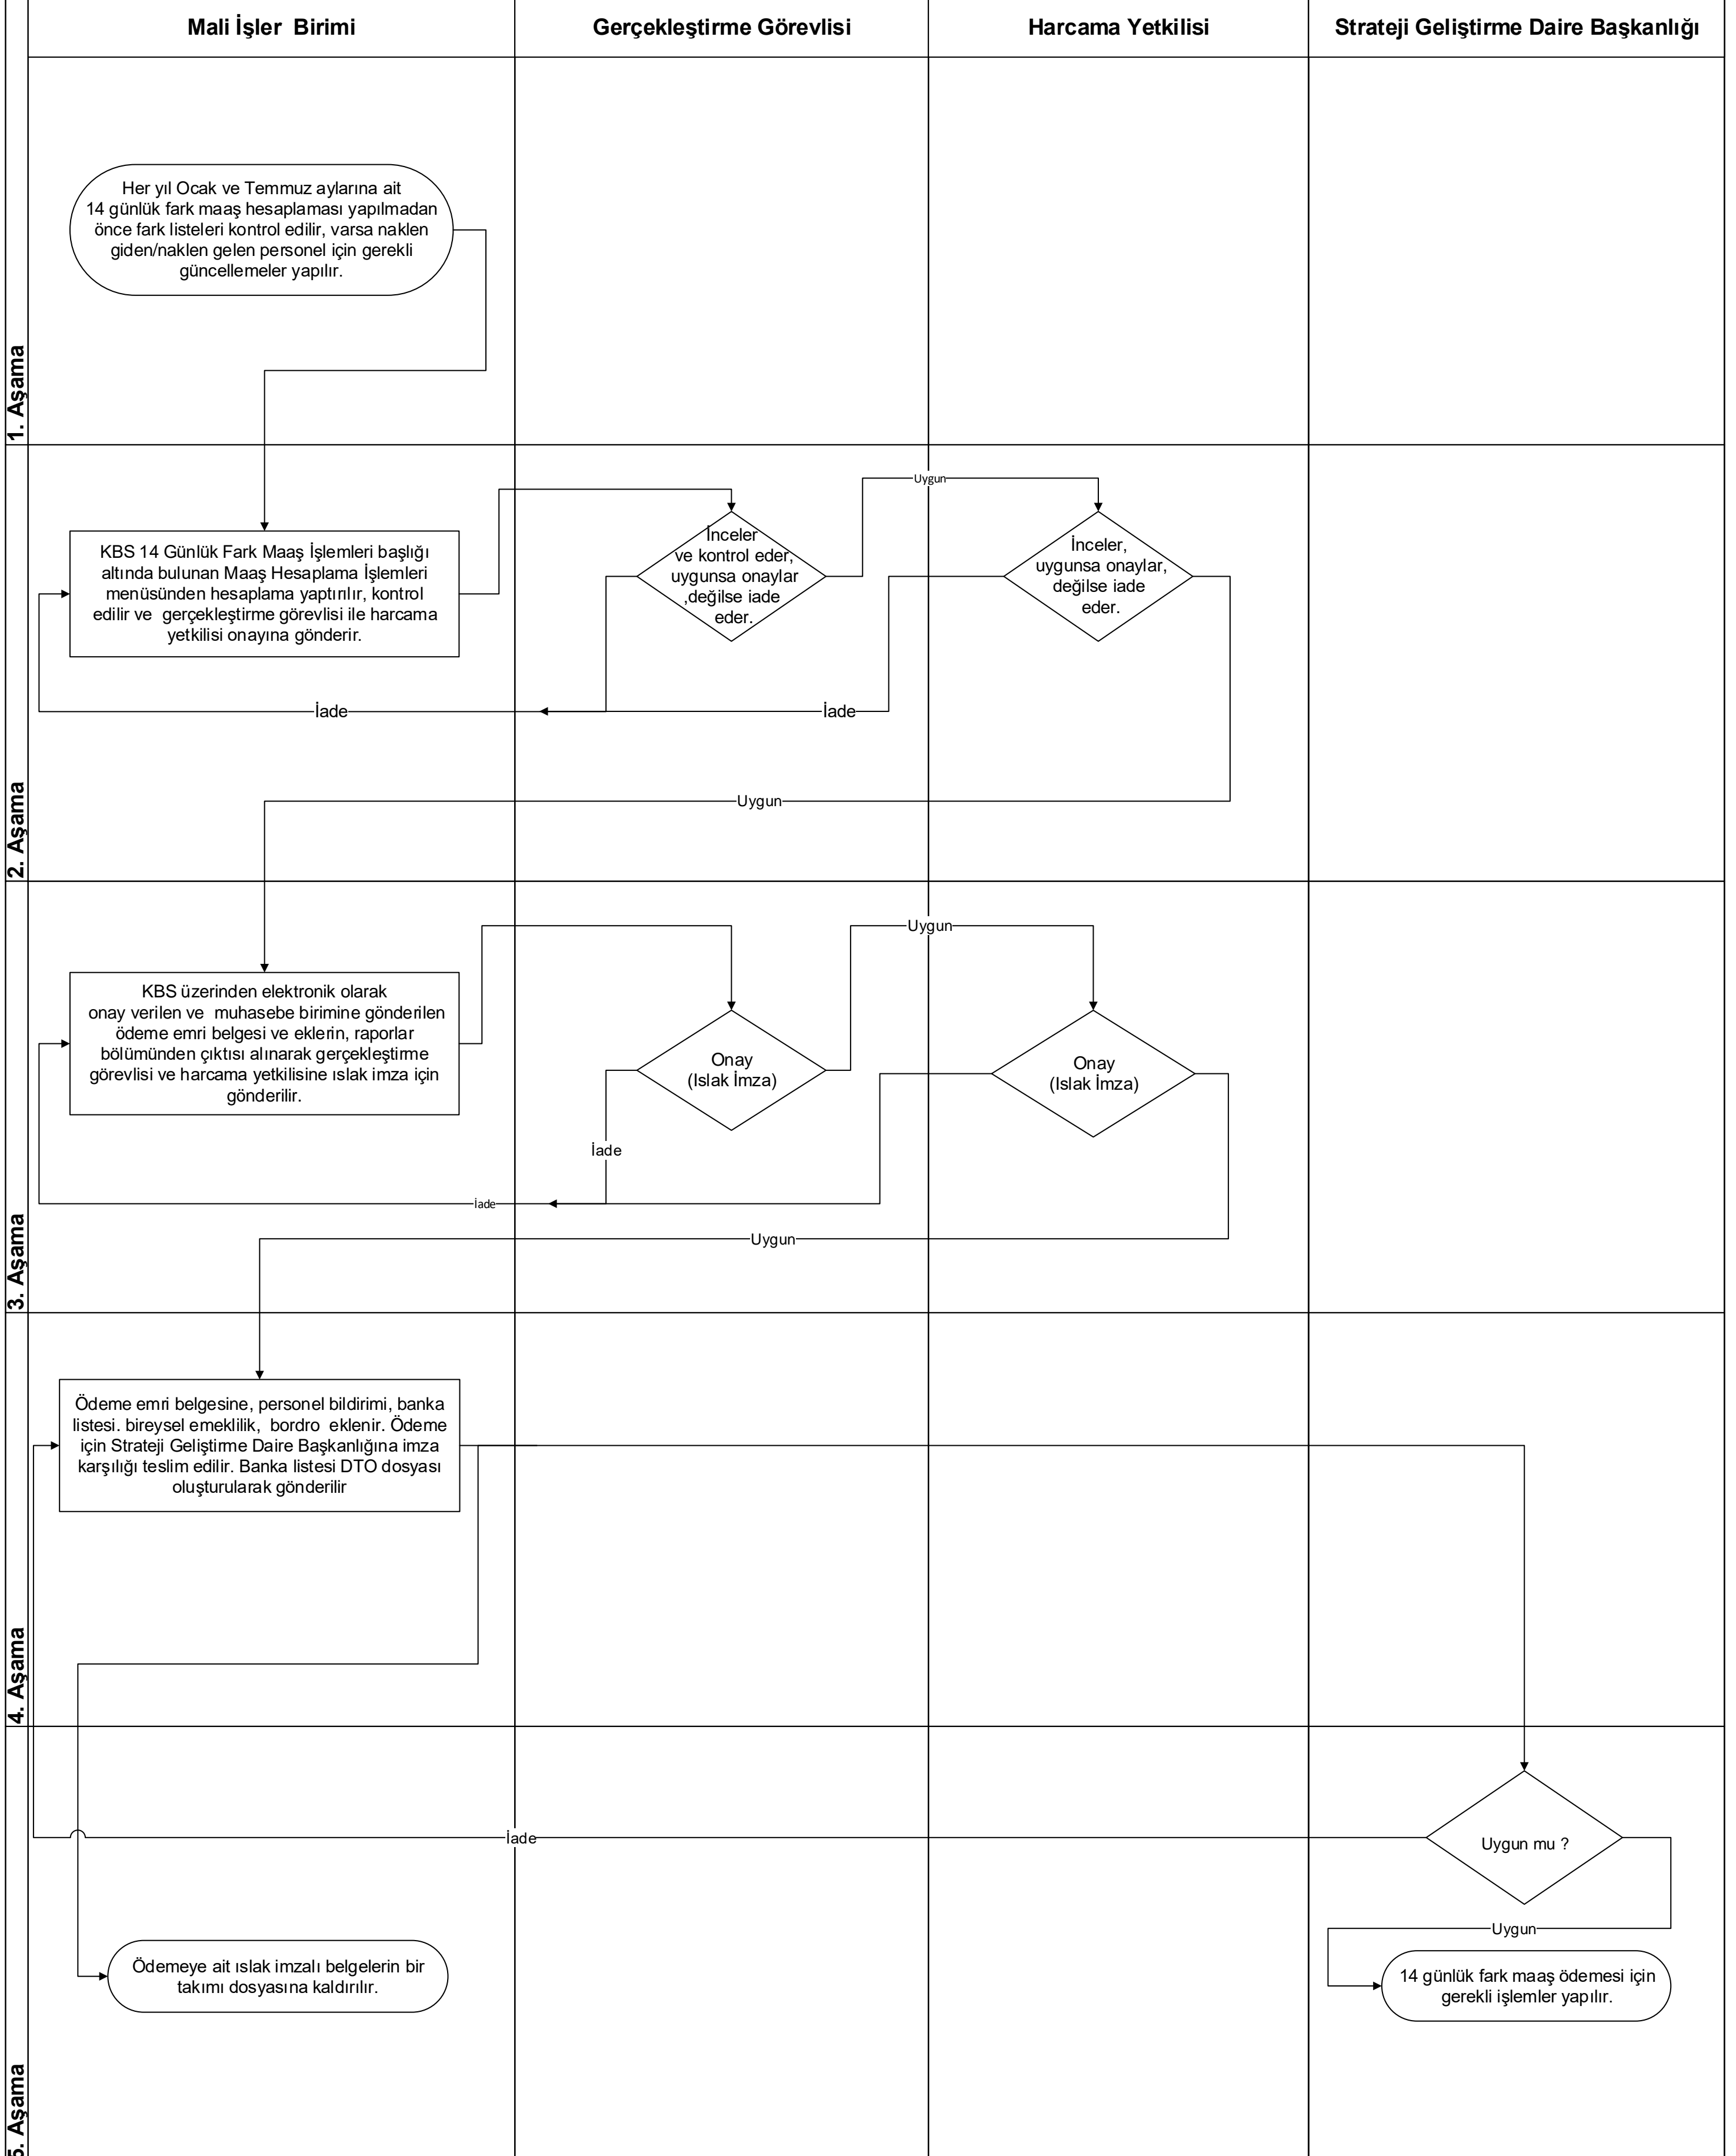 Mali İşler  Birimi
Gerçekleştirme Görevlisi
Harcama Yetkilisi
Strateji Geliştirme Daire Başkanlığı
1. Aşama
Her yıl Ocak ve Temmuz aylarına ait
14 günlük fark maaş hesaplaması yapılmadan
önce fark listeleri kontrol edilir, varsa naklen
giden/naklen gelen personel için gerekli
güncellemeler yapılır.
2. Aşama
KBS 14 Günlük Fark Maaş İşlemleri başlığı
altında bulunan Maaş Hesaplama İşlemleri
menüsünden hesaplama yaptırılır, kontrol
edilir ve  gerçekleştirme görevlisi ile harcama
yetkilisi onayına gönderir.
İnceler
ve kontrol eder,
uygunsa onaylar
,değilse iade
eder.
Uygun
İnceler,
uygunsa onaylar,
değilse iade
eder.
İade
İade
Uygun
3. Aşama
KBS üzerinden elektronik olarak
onay verilen ve  muhasebe birimine gönderilen
ödeme emri belgesi ve eklerin, raporlar
bölümünden çıktısı alınarak gerçekleştirme
görevlisi ve harcama yetkilisine ıslak imza için
gönderilir.
Onay
(Islak İmza)
Uygun
Onay
(Islak İmza)
İade
İade
Uygun
4. Aşama
Ödeme emri belgesine, personel bildirimi, banka
listesi. bireysel emeklilik,  bordro  eklenir. Ödeme
için Strateji Geliştirme Daire Başkanlığına imza
karşılığı teslim edilir. Banka listesi DTO dosyası
oluşturularak gönderilir
5. Aşama
Uygun mu ?
İade
Uygun
Ödemeye ait ıslak imzalı belgelerin bir
takımı dosyasına kaldırılır.
14 günlük fark maaş ödemesi için
gerekli işlemler yapılır.